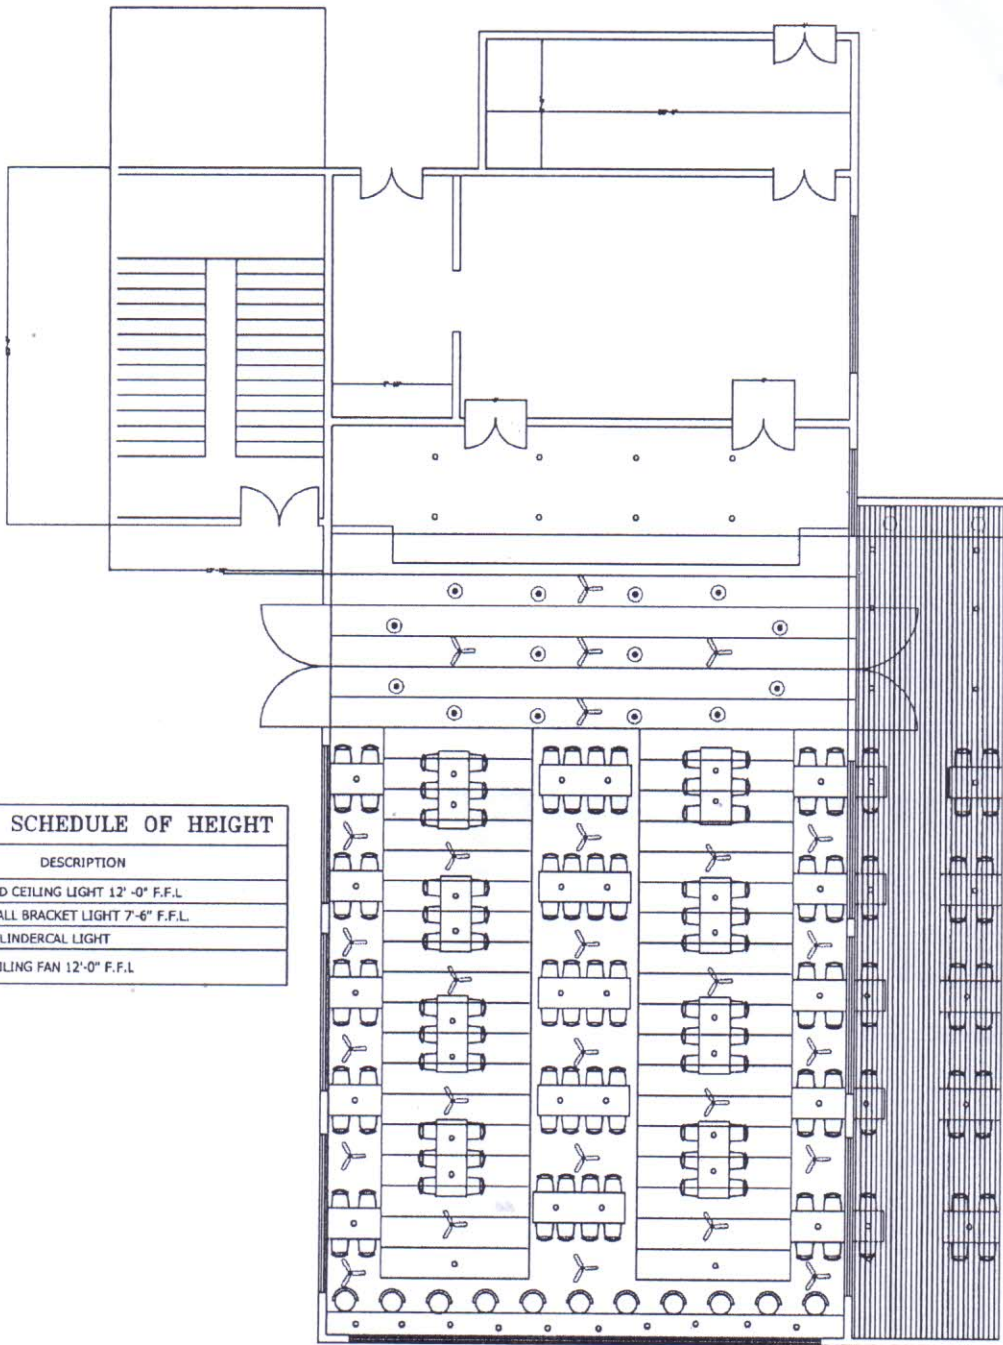 SCHEDULE OF HEIGHT
DESCRIPTION
D CEILING LIGHT 12' -0" F.F.L
ALL BRACKET LIGHT 7'-6" F.F.L.
LINDERCAL LIGHT
ILING FAN 12'-0" F.F.L